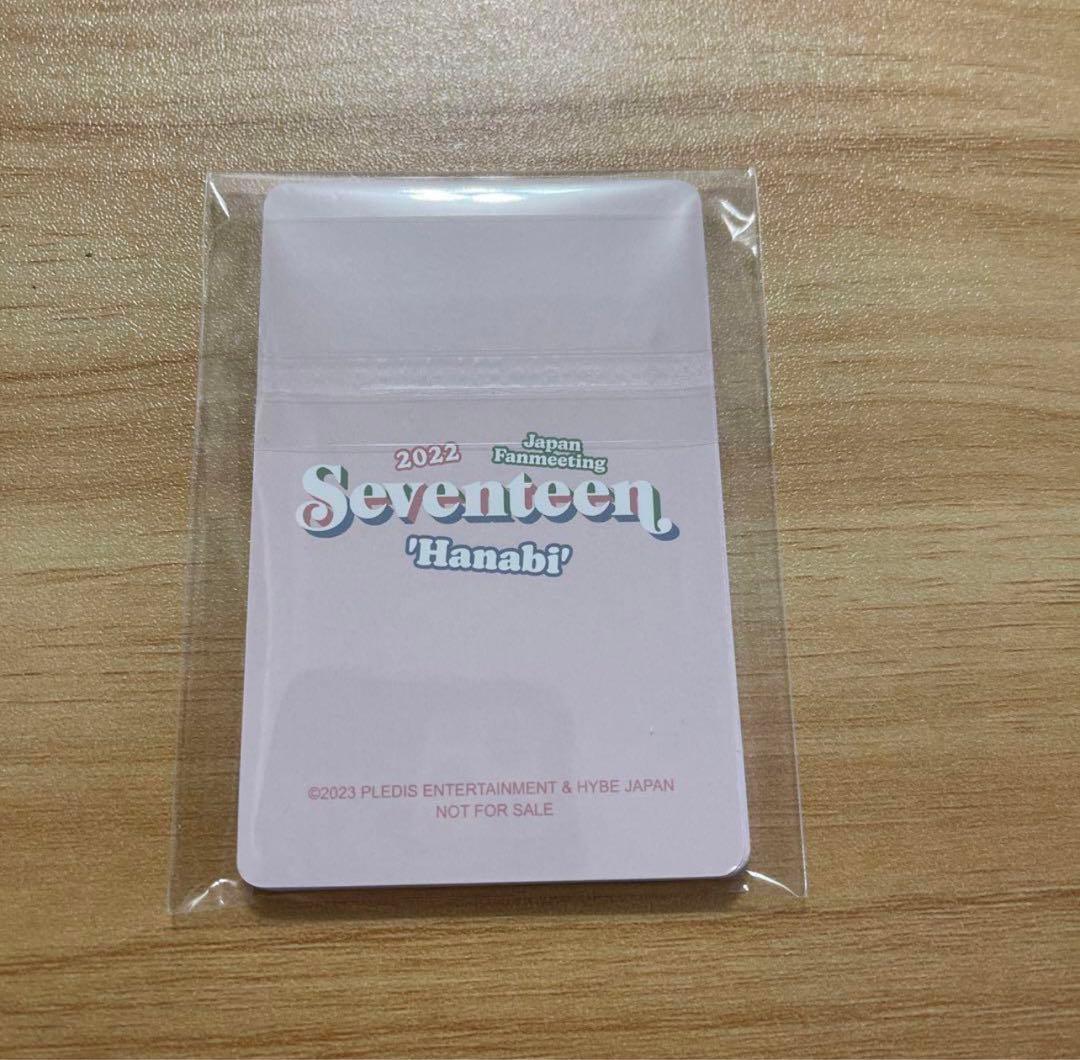 2022 Japan
Fanmeeting
Seventeen
'Hanabi'
©2023 PLEDIS ENTERTAINMENT & HYBE JAPAN
NOT FOR SALE